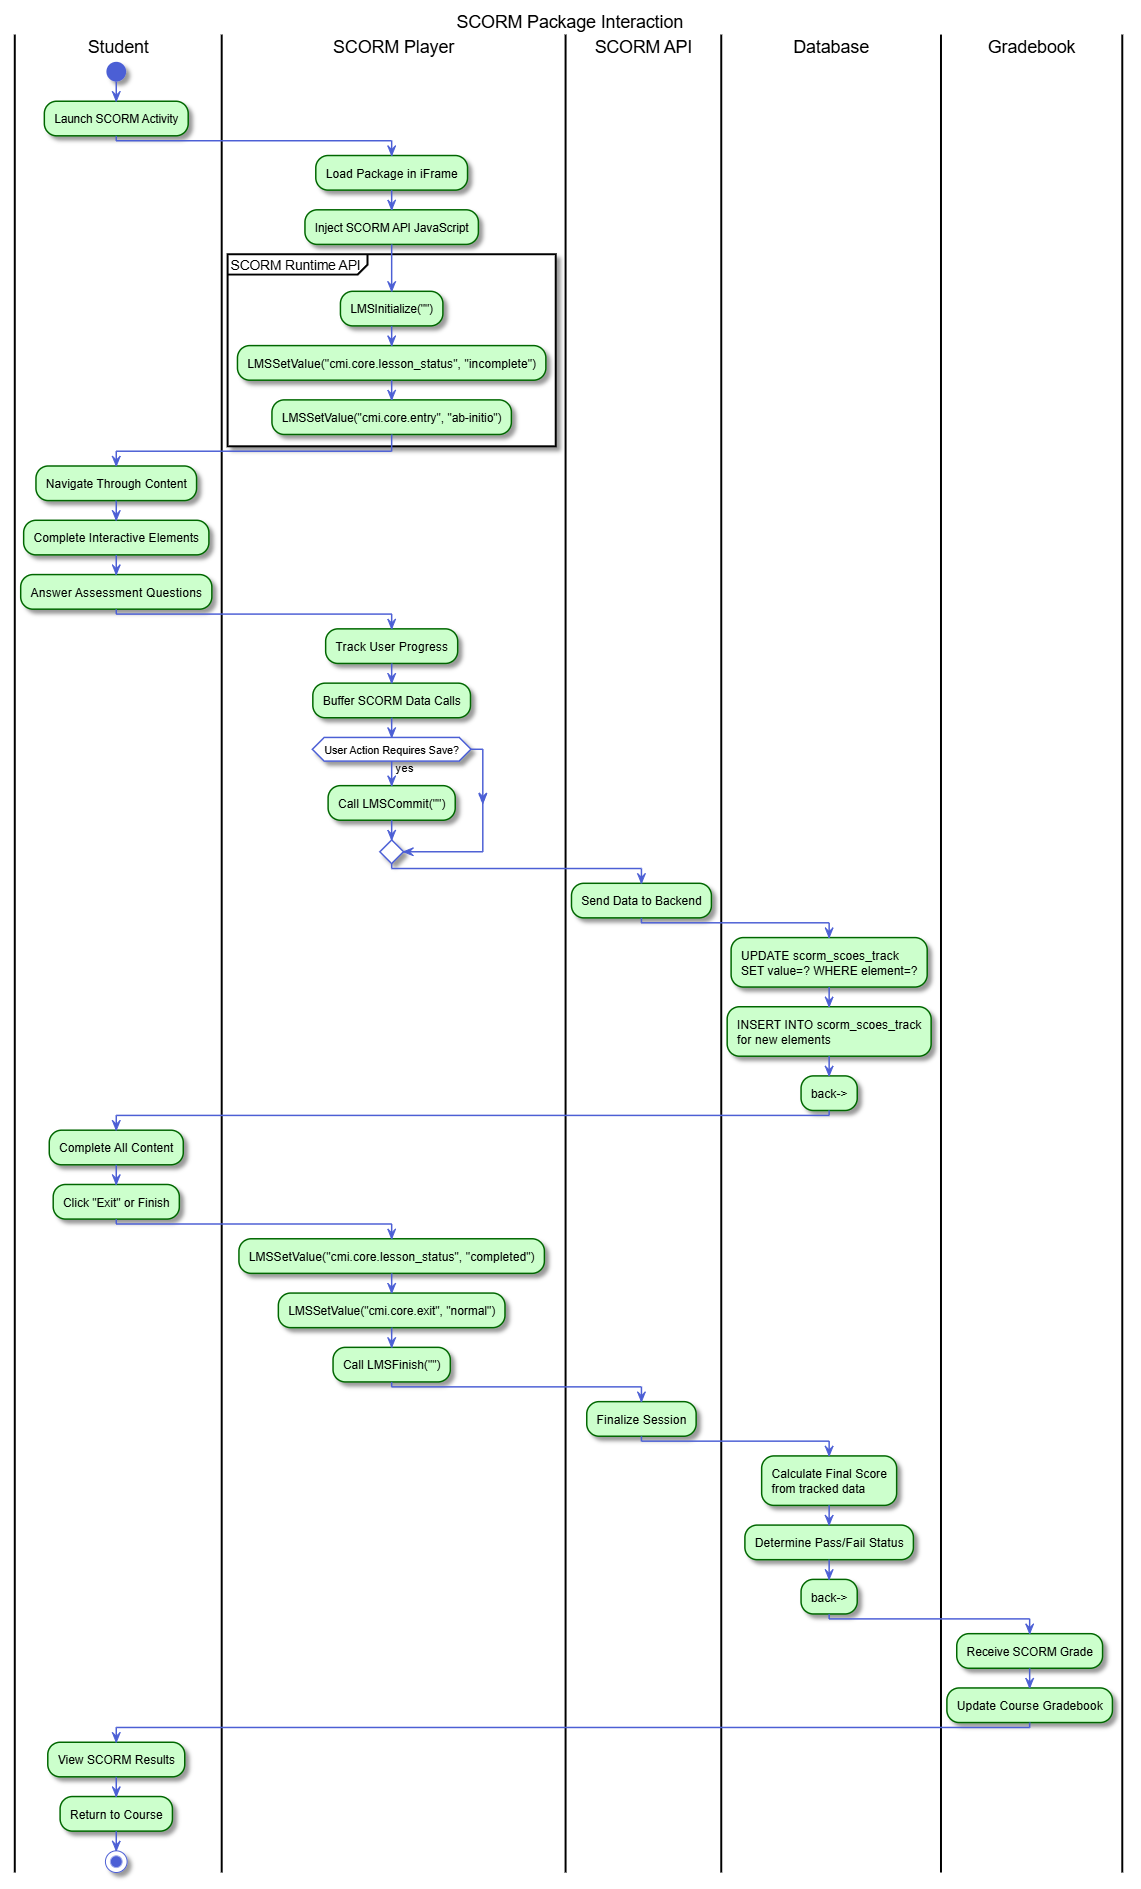 SCORM Package Interaction
Student
SCORM Player
SCORM API
Database
Gradebook
Launch SCORM Activity
Load Package in iFrame
Inject SCORM API JavaScript
SCORM Runtime API
LMSInitialize("")
LMSSetValue("cmi.core.lesson_status", "incomplete")
LMSSetValue("cmi.core.entry", "ab-initio")
Navigate Through Content
Complete Interactive Elements
Answer Assessment Questions
Track User Progress
Buffer SCORM Data Calls
User Action Requires Save?
yes
Call LMSCommit("")
Send Data to Backend
UPDATE scorm_scoes_track
SET value=? WHERE element=?
INSERT INTO scorm_scoes_track
for new elements
back->
Complete All Content
Click "Exit" or Finish
LMSSetValue("cmi.core.lesson_status", "completed")
LMSSetValue("cmi.core.exit", "normal")
Call LMSFinish("")
Finalize Session
Calculate Final Score
from tracked data
Determine Pass/Fail Status
back->
Receive SCORM Grade
Update Course Gradebook
View SCORM Results
Return to Course